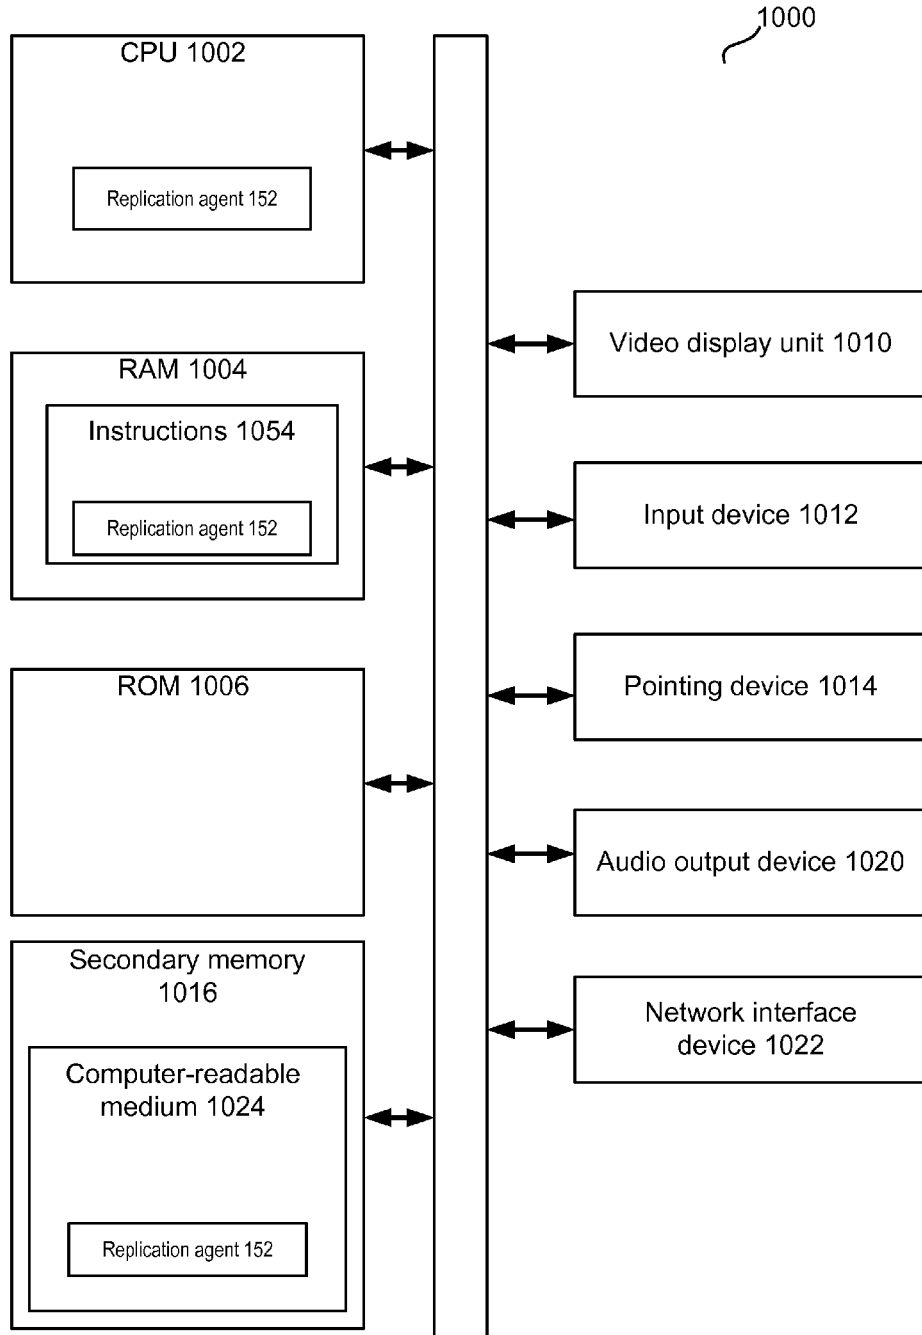 1000
CPU 1002
Replication agent 152
RAM 1004
Instructions 1054
Replication agent 152
ROM 1006
Secondary memory
1016
Computer-readable
medium 1024
Replication agent 152
Video display unit 1010
Input device 1012
Pointing device 1014
Audio output device 1020
Network interface
device 1022